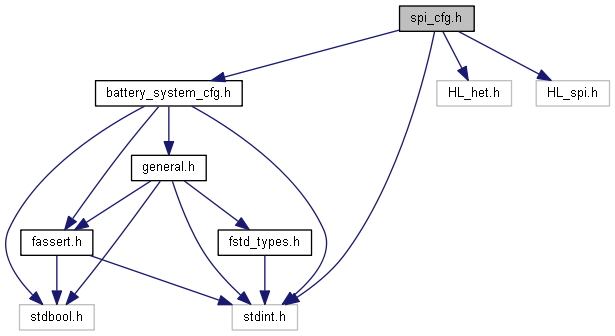 spi_cfg.h
battery_system_cfg.h
HL_het.h
HL_spi.h
general.h
fassert.h
fstd_types.h
stdbool.h
stdint.h